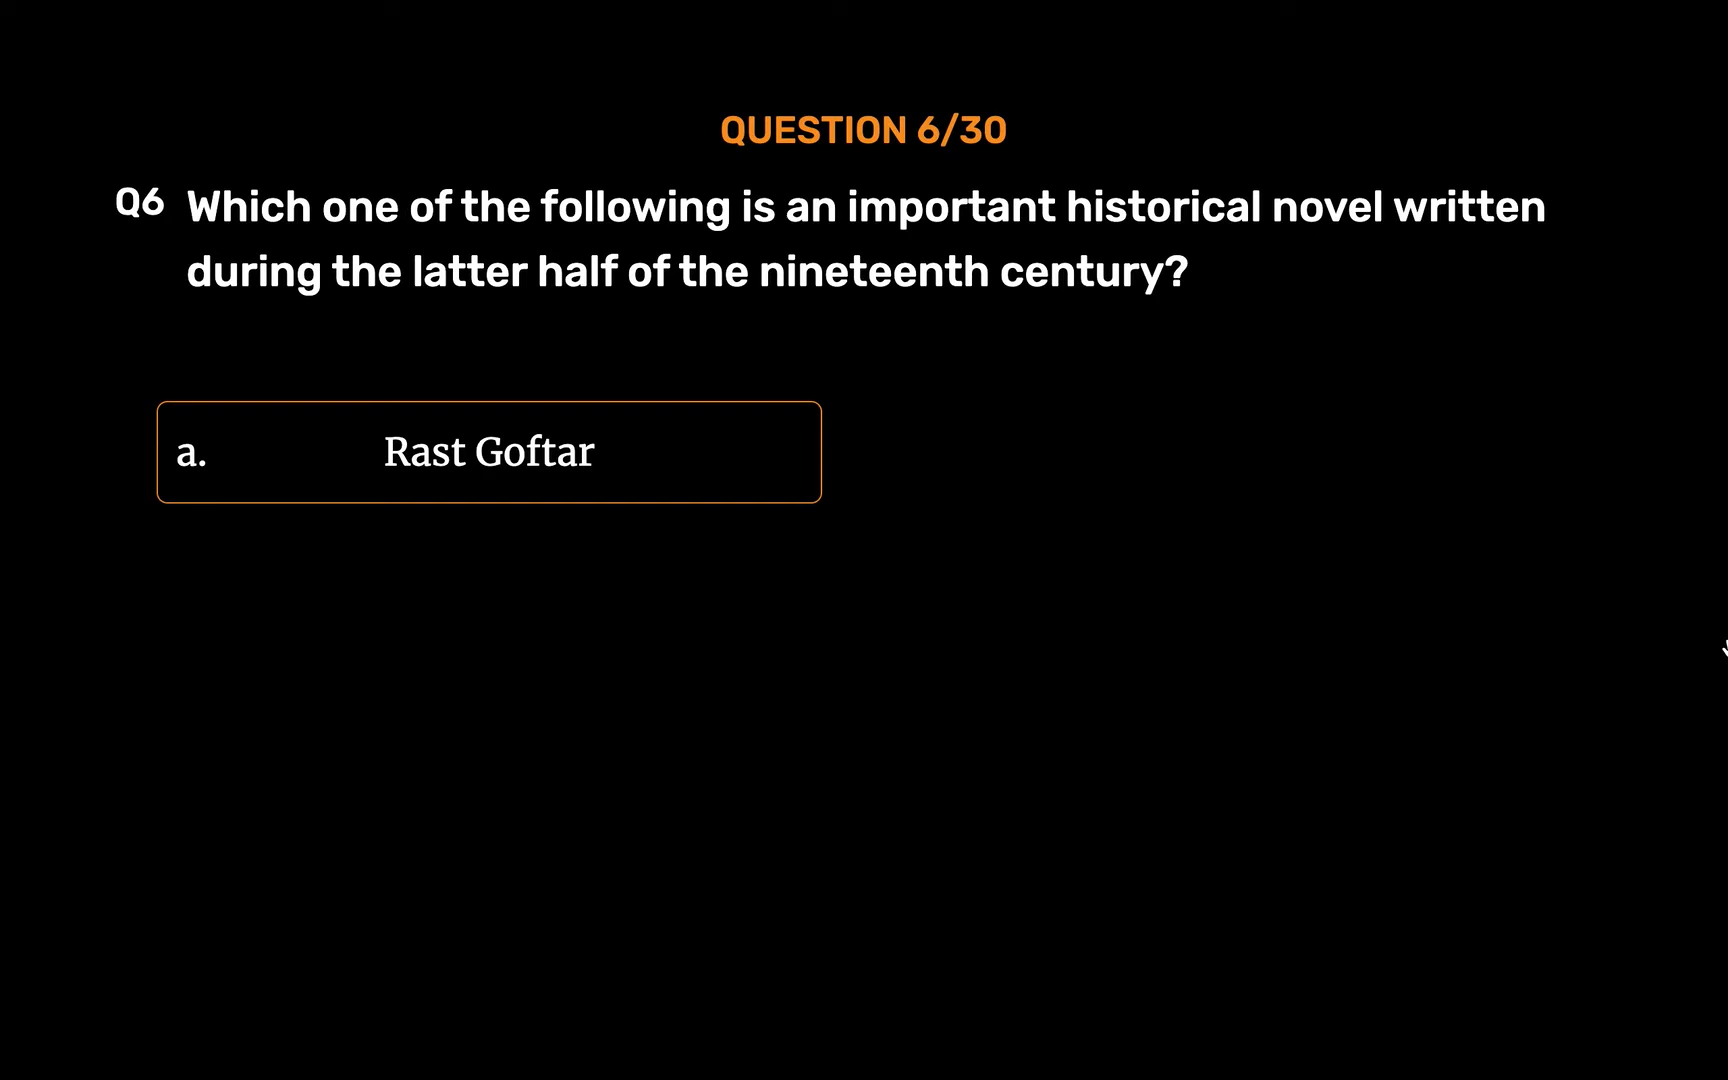 QUESTION 6/30
Q6 Which one of the following is an important historical novel written
during the latter half of the nineteenth century?
a. Rast Goftar